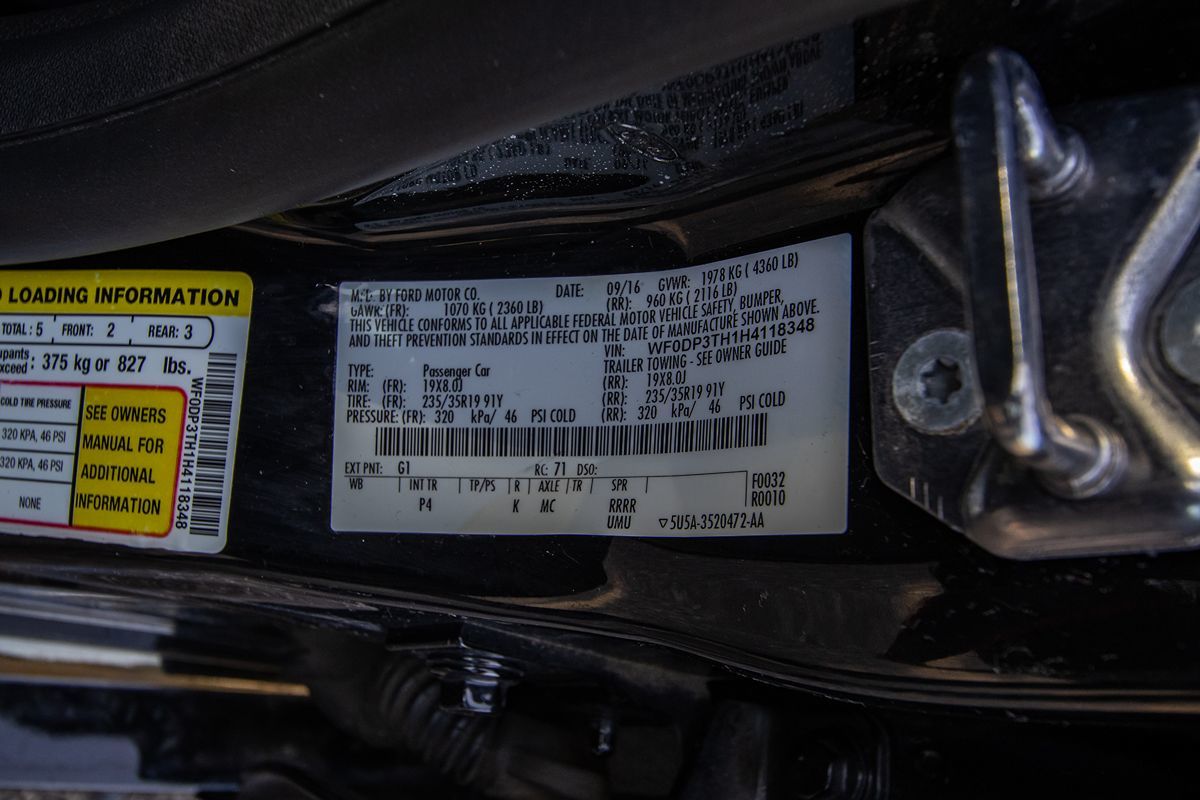 LOADING INFORMATION
TOTAL: 5 FRONT: 2 REAR: 3
375 kg or 827 lbs.
COLD TIRE PRESSURE
320 KPA, 46 PSI
320 KPA, 46 PSI
NONE
SEE OWNERS
MANUAL FOR
ADDITIONAL
INFORMATION
WF0DP3TH1H4118348
MFD. BY FORD MOTOR CO. DATE: 09/16 GVWR: 1978 KG ( 4360 LB)
GAWR: (FR): 1070 KG ( 2360 LB) (RR): 960 KG ( 2116 LB)
THIS VEHICLE CONFORMS TO ALL APPLICABLE FEDERAL MOTOR VEHICLE SAFETY, BUMPER,
AND THEFT PREVENTION STANDARDS IN EFFECT ON THE DATE OF MANUFACTURE SHOWN ABOVE.
VIN: WF0DP3TH1H4118348
TYPE: Passenger Car TRAILER TOWING - SEE OWNER GUIDE
RIM: (FR): 19X8.0J (RR): 19X8.0J
TIRE: (FR): 235/35R19 91Y (RR): 235/35R19 91Y
PRESSURE: (FR): 320 kPa/ 46 PSI COLD (RR): 320 kPa/ 46 PSI COLD
EXT PNT: G1 RC: 71 DSO:
WB INT TR TP/PS R AXLE TR SPR F0032
P4 K MC RRRR R0010
UMU ▽5U5A-3520472-AA